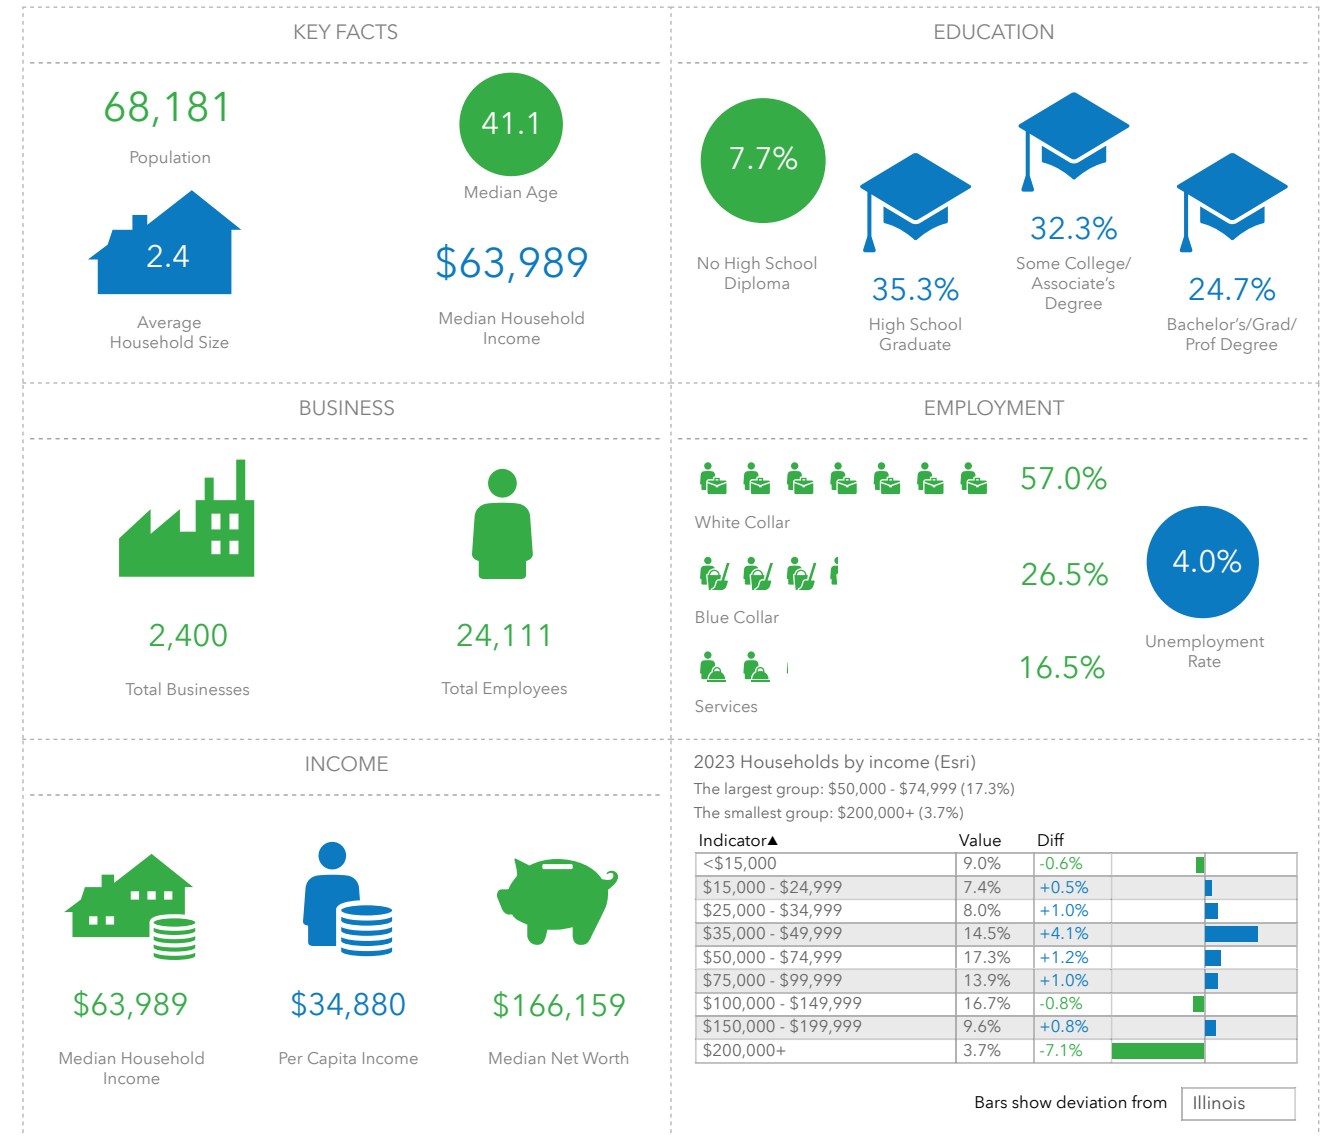 KEY FACTS
68,181
Population
41.1
Median Age
2.4
Average
Household Size
$63,989
Median Household
Income
EDUCATION
7.7%
No High School
Diploma
35.3%
High School
Graduate
32.3%
Some College/
Associate's
Degree
24.7%
Bachelor's/Grad/
Prof Degree
BUSINESS
2,400
Total Businesses
24,111
Total Employees
EMPLOYMENT
57.0%
White Collar
26.5%
Blue Collar
16.5%
Services
4.0%
Unemployment
Rate
INCOME
$63,989
Median Household
Income
$34,880
Per Capita Income
$166,159
Median Net Worth
2023 Households by income (Esri)
The largest group: $50,000 - $74,999 (17.3%)
The smallest group: $200,000+ (3.7%)
Indicator▲ Value Diff
<$15,000 9.0% -0.6%
$15,000 - $24,999 7.4% +0.5%
$25,000 - $34,999 8.0% +1.0%
$35,000 - $49,999 14.5% +4.1%
$50,000 - $74,999 17.3% +1.2%
$75,000 - $99,999 13.9% +1.0%
$100,000 - $149,999 16.7% -0.8%
$150,000 - $199,999 9.6% +0.8%
$200,000+ 3.7% -7.1%
Bars show deviation from Illinois